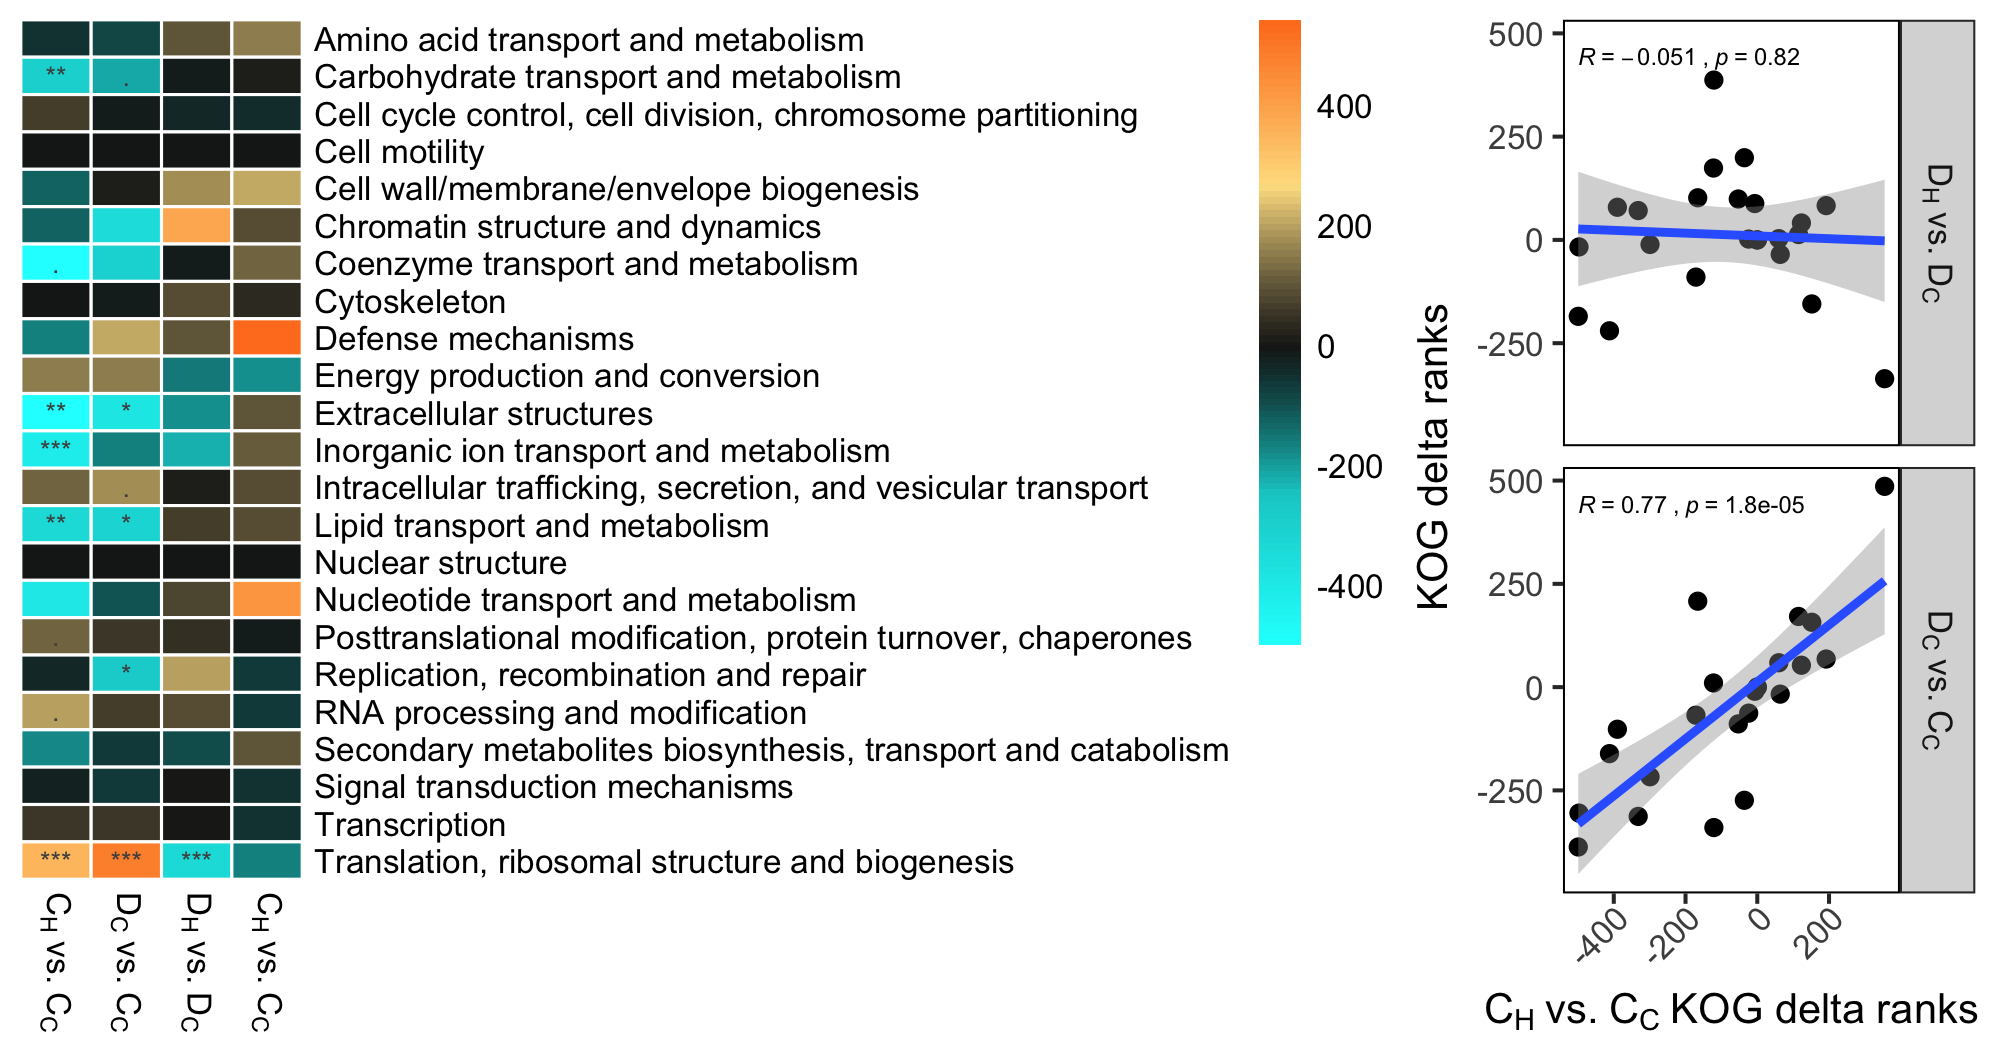 Amino acid transport and metabolism
** . Carbohydrate transport and metabolism
Cell cycle control, cell division, chromosome partitioning
Cell motility
Cell wall/membrane/envelope biogenesis
Chromatin structure and dynamics
. Coenzyme transport and metabolism
Cytoskeleton
Defense mechanisms
Energy production and conversion
** * Extracellular structures
*** Inorganic ion transport and metabolism
. Intracellular trafficking, secretion, and vesicular transport
** * Lipid transport and metabolism
Nuclear structure
Nucleotide transport and metabolism
. Posttranslational modification, protein turnover, chaperones
* Replication, recombination and repair
. RNA processing and modification
Secondary metabolites biosynthesis, transport and catabolism
Signal transduction mechanisms
Transcription
*** *** *** Translation, ribosomal structure and biogenesis
CH vs. CC
DC vs. CC
DH vs. DC
CH vs. CC
400
200
0
-200
-400
KOG delta ranks
500
250
0
-250
R = −0.051 , p = 0.82
DH vs. DC
500
250
0
-250
R = 0.77 , p = 1.8e-05
DC vs. CC
-400
-200
0
200
CH vs. CC KOG delta ranks